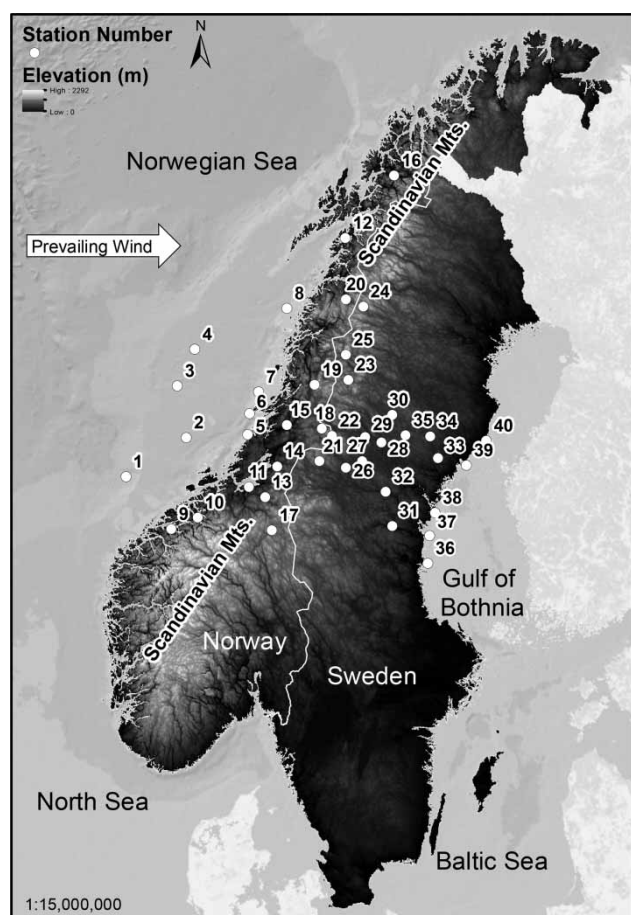 Station Number
Elevation (m)
High : 2292
Low : 0
N
Norwegian Sea
16
Scandinavian Mts.
12
Prevailing Wind
20
24
8
4
25
3
23
19
7
30
6
15
18
22
29
35
34
40
2
5
21
27
28
33
39
1
14
26
11
13
32
38
9
10
31
37
17
36
Scandinavian Mts.
Gulf of
Bothnia
Norway
Sweden
North Sea
Baltic Sea
1:15,000,000